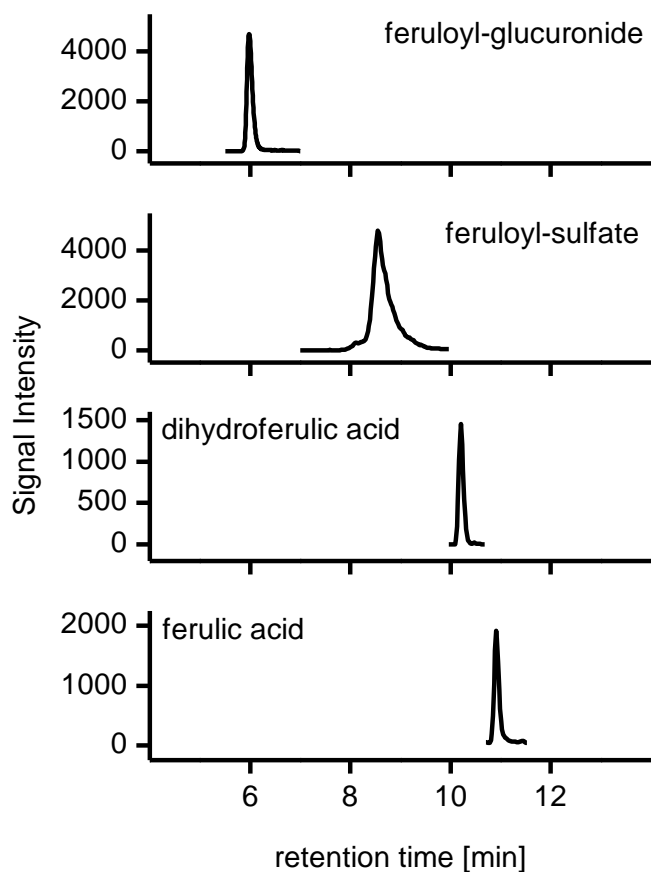 feruloyl-glucuronide
4000
2000
0
feruloyl-sulfate
4000
2000
0
Signal Intensity
dihydroferulic acid
1500
1000
500
0
ferulic acid
2000
1000
0
6 8 10 12
retention time [min]